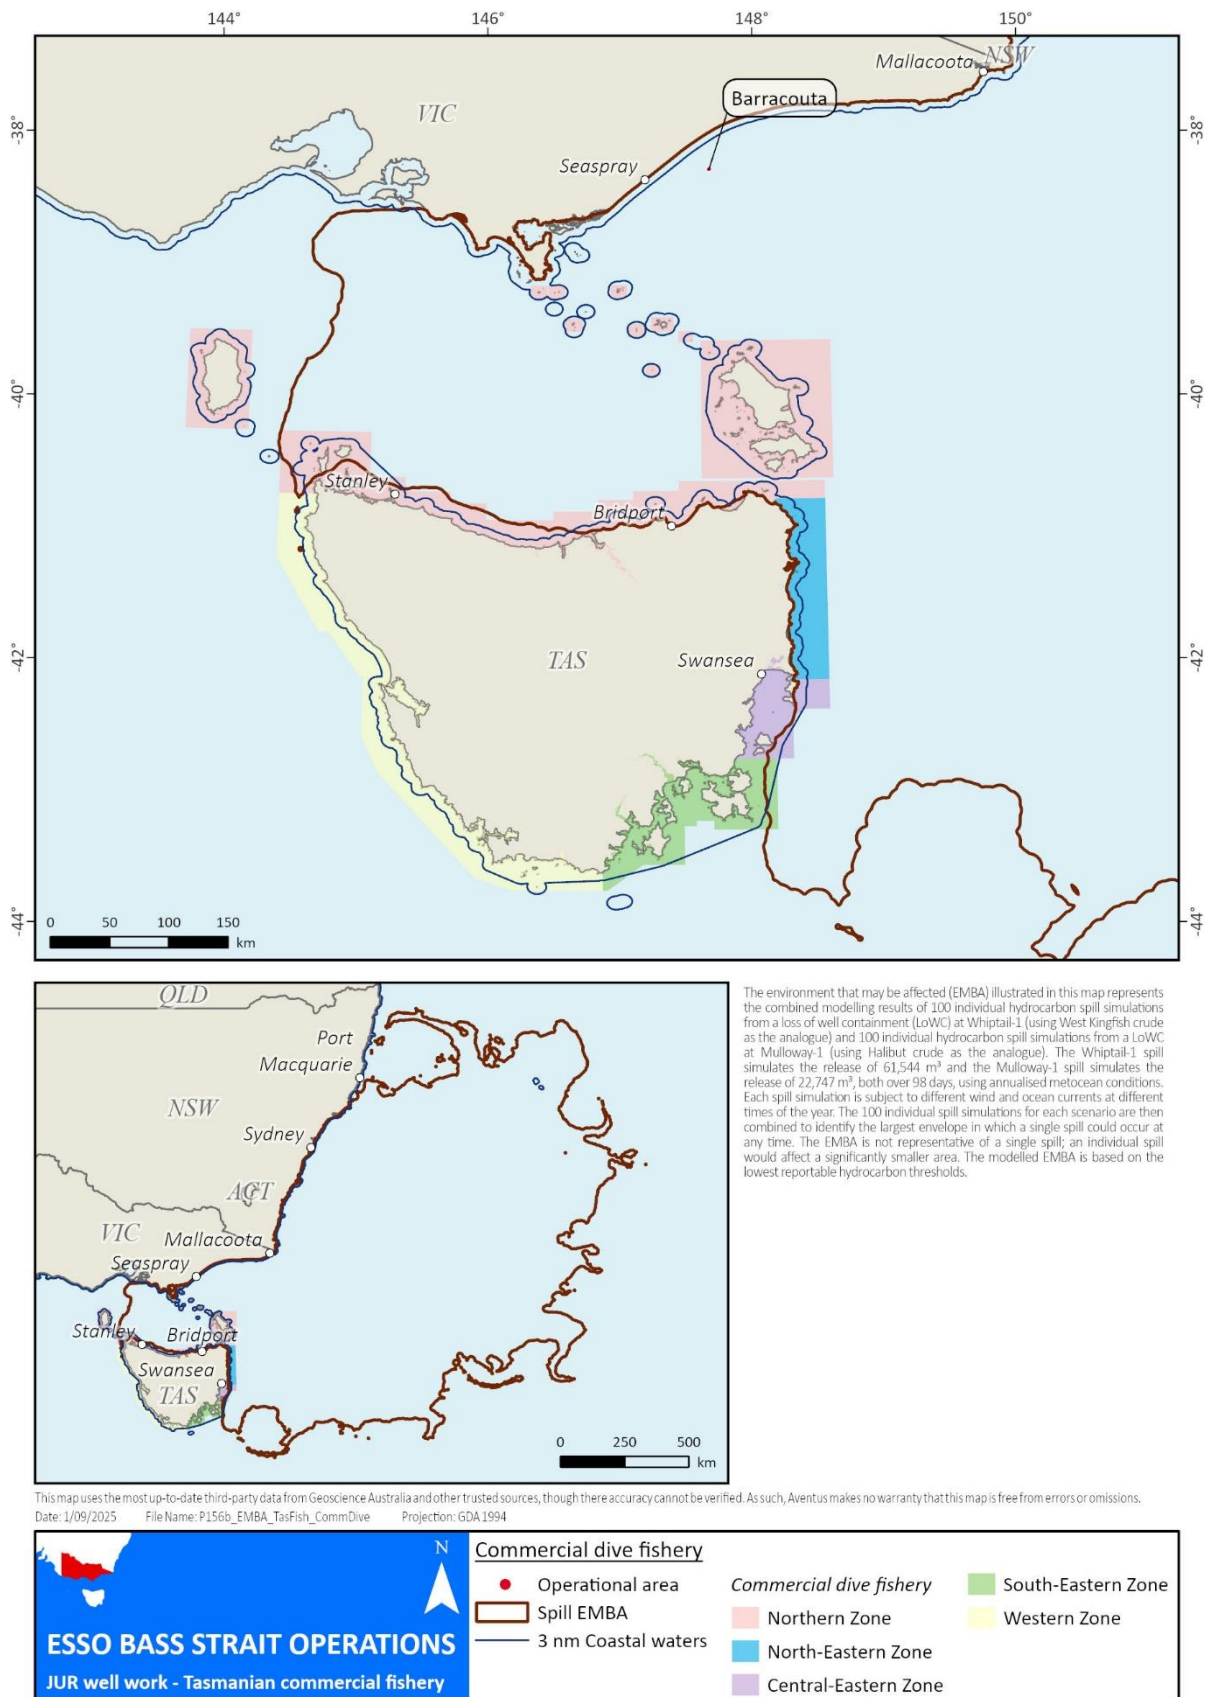 144°
146°
148°
150°
Mallacoota
NSW
Barracouta
VIC
-38°
-38°
Seaspray
-40°
-40°
Stanley
Bridport
-42°
-42°
TAS
Swansea
-44°
-44°
0 50 100 150
km
QLD
Port
Macquarie
NSW
Sydney
ACT
VIC
Mallacoota
Seaspray
Stanley
Bridport
Swansea
TAS
0 250 500
km
The environment that may be affected (EMBA) illustrated in this map represents
the combined modelling results of 100 individual hydrocarbon spill simulations
from a loss of well containment (LoWC) at Whiptail-1 (using West Kingfish crude
as the analogue) and 100 individual hydrocarbon spill simulations from a LoWC
at Mulloway-1 (using Halibut crude as the analogue). The Whiptail-1 spill
simulates the release of 61,544 m³ and the Mulloway-1 spill simulates the
release of 22,747 m³, both over 98 days, using annualised metocean conditions.
Each spill simulation is subject to different wind and ocean currents at different
times of the year. The 100 individual spill simulations for each scenario are then
combined to identify the largest envelope in which a single spill could occur at
any time. The EMBA is not representative of a single spill; an individual spill
would affect a significantly smaller area. The modelled EMBA is based on the
lowest reportable hydrocarbon thresholds.
This map uses the most up-to-date third-party data from Geoscience Australia and other trusted sources, though there accuracy cannot be verified. As such, Aventus makes no warranty that this map is free from errors or omissions.
Date: 1/09/2025 File Name: P156b_EMBA_TasFish_CommDive Projection: GDA 1994
N
ESSO BASS STRAIT OPERATIONS
JUR well work - Tasmanian commercial fishery
Commercial dive fishery
Operational area
Spill EMBA
3 nm Coastal waters
Commercial dive fishery
Northern Zone
North-Eastern Zone
Central-Eastern Zone
South-Eastern Zone
Western Zone